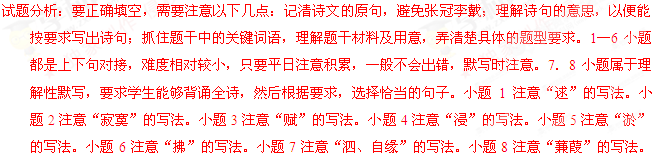 试题分析：要正确填空，需要注意以下几点：记清诗文的原句，避免张冠李戴；理解诗句的意思，以便能
按要求写出诗句；抓住题干中的关键词语，理解题干材料及用意，弄清楚具体的题型要求。1—6 小题
都是上下句对接，难度相对较小，只要平日注意积累，一般不会出错，默写时注意。7．8 小题属于理
解性默写，要求学生能够背诵全诗，然后根据要求，选择恰当的句子。小题 1 注意“逑”的写法。小
题 2 注意“寂寞”的写法。小题 3 注意“赋”的写法。小题 4 注意“浸”的写法。小题 5 注意“淤”
的写法。小题 6 注意“拂”的写法。小题 7 注意“泗、自缘”的写法。小题 8 注意“蒹葭”的写法。